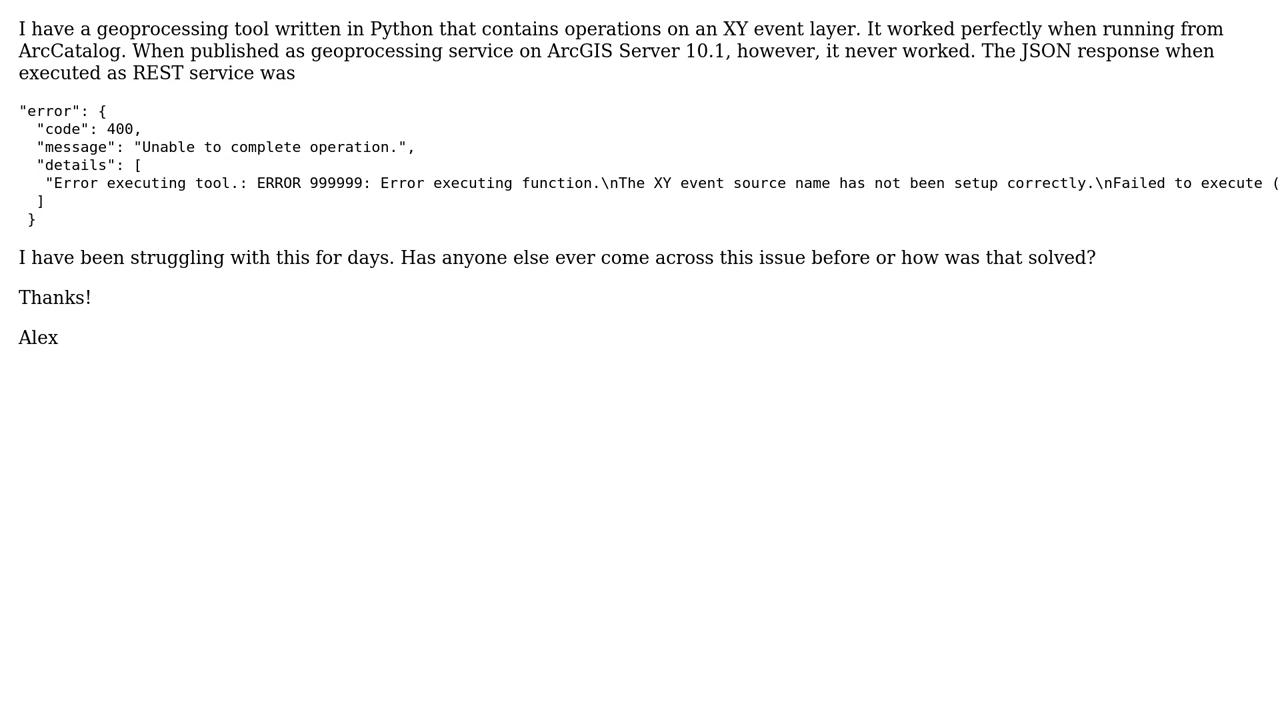 I have a geoprocessing tool written in Python that contains operations on an XY event layer. It worked perfectly when running from
ArcCatalog. When published as geoprocessing service on ArcGIS Server 10.1, however, it never worked. The JSON response when
executed as REST service was
"error": {
  "code": 400,
  "message": "Unable to complete operation.",
  "details": [
   "Error executing tool.: ERROR 999999: Error executing function.\nThe XY event source name has not been setup correctly.\nFailed to execute (
  ]
 }
I have been struggling with this for days. Has anyone else ever come across this issue before or how was that solved?
Thanks!
Alex